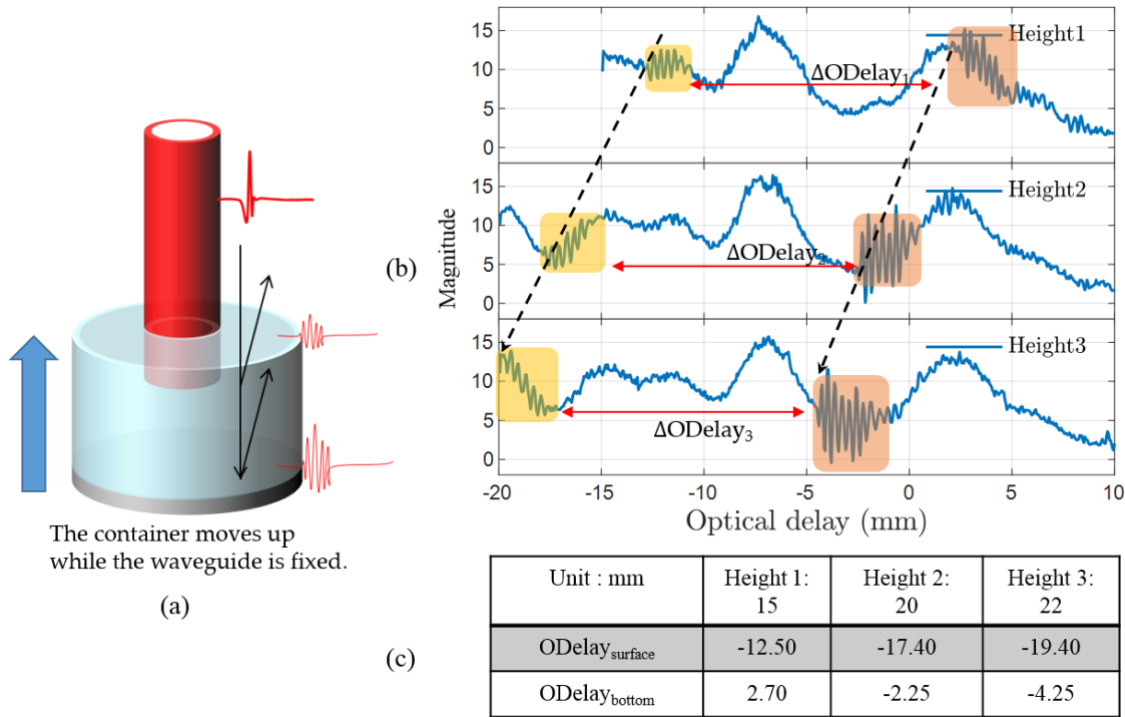 The container moves up
while the waveguide is fixed.
(a)
(b)
Magnitude
15
10
5
0
ΔODelay1
Height1
15
10
5
0
ΔODelay2
Height2
15
10
5
0
ΔODelay3
Height3
-20 -15 -10 -5 0 5 10
Optical delay (mm)
(c)
Unit : mm Height 1: 15 Height 2: 20 Height 3: 22
ODelaysurface -12.50 -17.40 -19.40
ODelaybottom 2.70 -2.25 -4.25